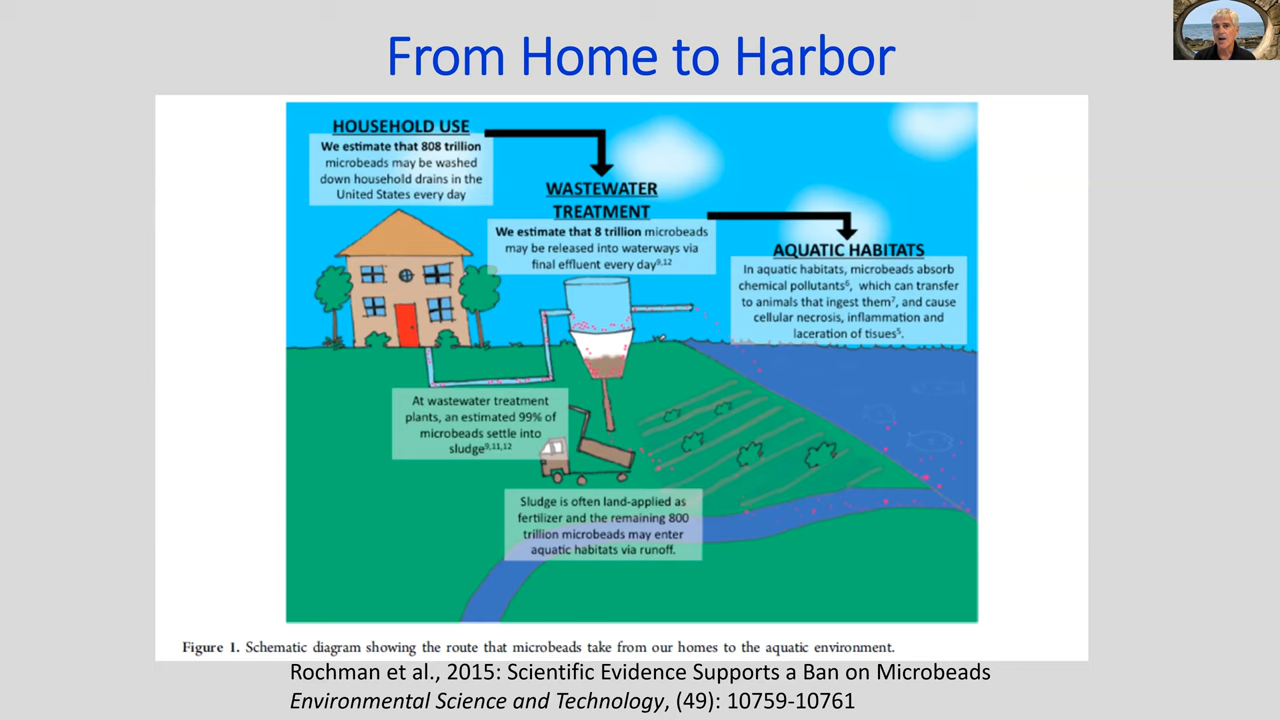 From Home to Harbor
HOUSEHOLD USE
We estimate that 808 trillion
microbeads may be washed
down household drains in the
United States every day
WASTEWATER
TREATMENT
We estimate that 8 trillion microbeads
may be released into waterways via
final effluent every day9,12
AQUATIC HABITATS
In aquatic habitats, microbeads absorb
chemical pollutants6, which can transfer
to animals that ingest them7, and cause
cellular necrosis, inflammation and
laceration of tisues5.
At wastewater treatment
plants, an estimated 99% of
microbeads settle into
sludge9,11,12
Sludge is often land-applied as
fertilizer and the remaining 800
trillion microbeads may enter
aquatic habitats via runoff.
Figure 1. Schematic diagram showing the route that microbeads take from our homes to the aquatic environment.
Rochman et al., 2015: Scientific Evidence Supports a Ban on Microbeads
Environmental Science and Technology, (49): 10759-10761